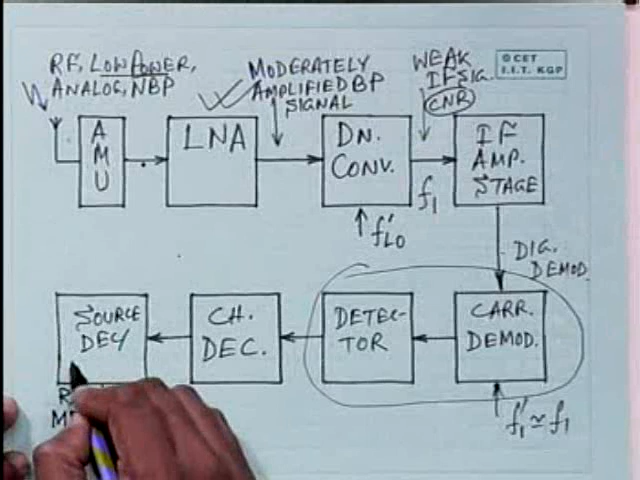 RF, LOW POWER,
ANALOG, NBP
MODERATELY
AMPLIFIED BP
SIGNAL
WEAK
IF SIG.
CNR
© CET
I.I.T. KGP
AMU
LNA
DN.
CONV.
f1
IF
AMP.
STAGE
f'LO
DIG.
DEMOD
SOURCE
CH.
DEC.
DETEC-
TOR
CARR.
DEMOD.
f'1 ≃ f1